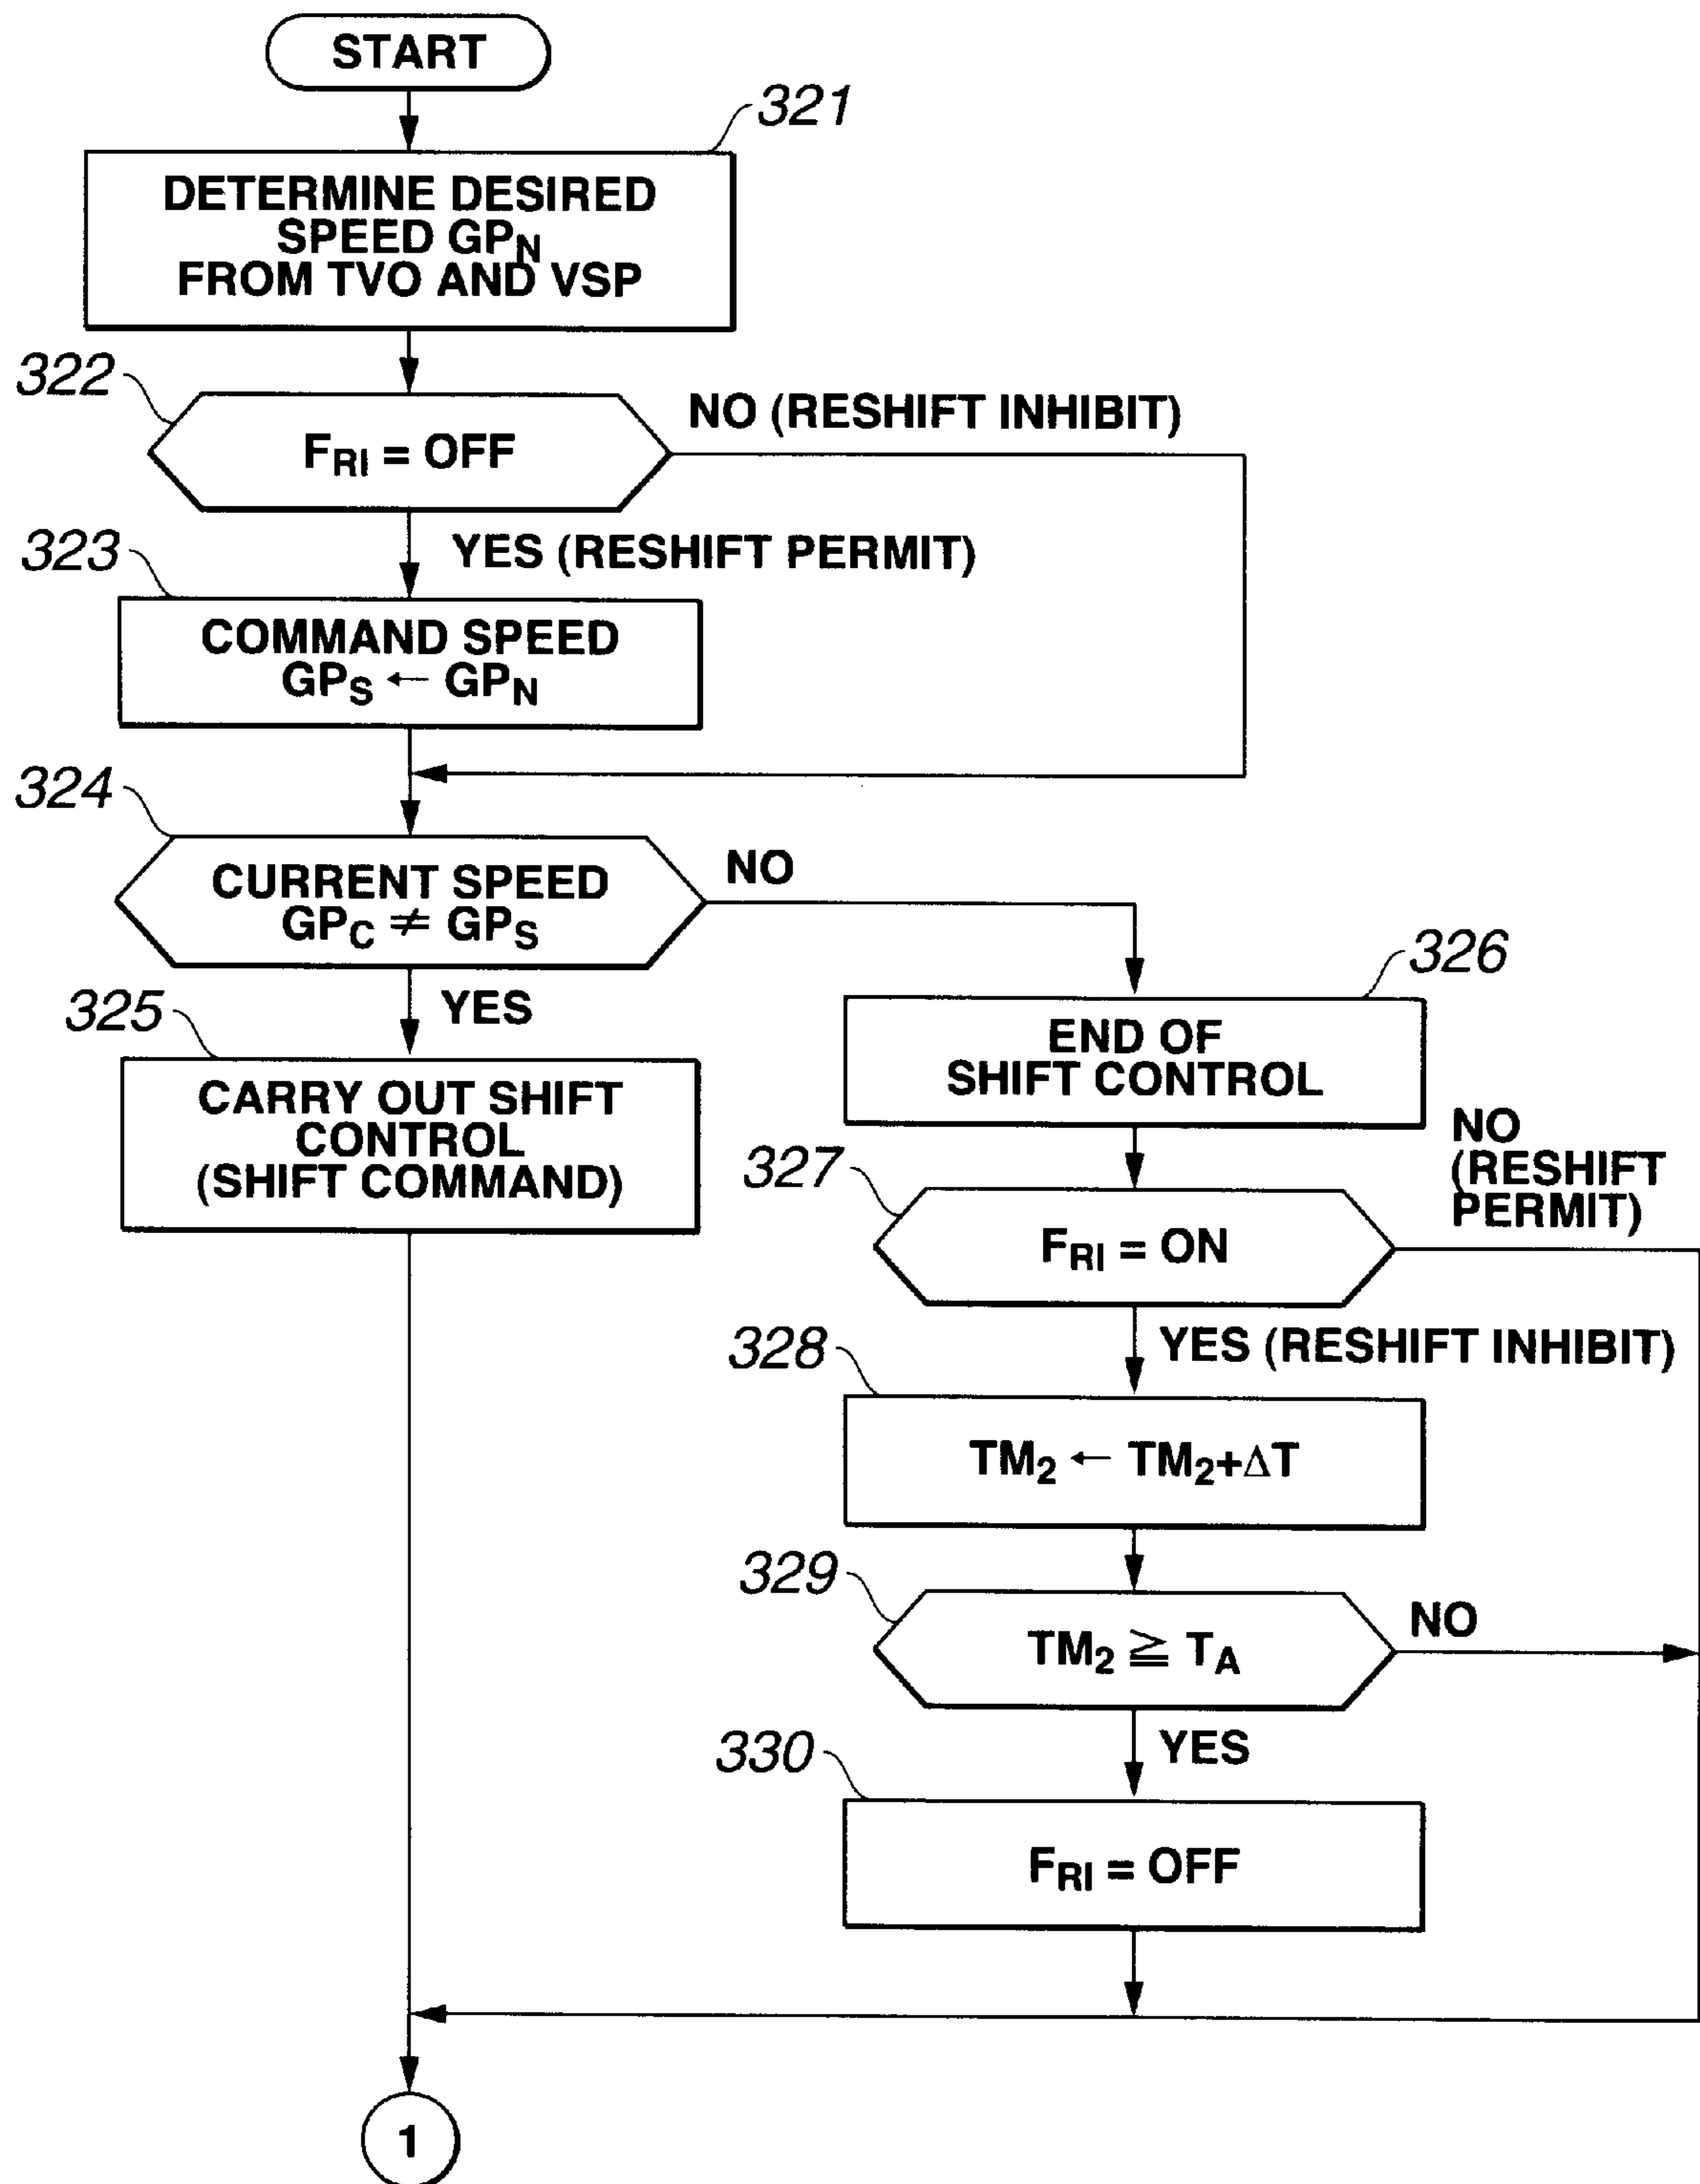 START
321
DETERMINE DESIRED
SPEED GPN
FROM TVO AND VSP
322
FRI = OFF
NO (RESHIFT INHIBIT)
YES (RESHIFT PERMIT)
323
COMMAND SPEED
GPS ← GPN
324
CURRENT SPEED
GPC ≠ GPS
NO
YES
325
CARRY OUT SHIFT
CONTROL
(SHIFT COMMAND)
326
END OF
SHIFT CONTROL
327
FRI = ON
NO
(RESHIFT
PERMIT)
YES (RESHIFT INHIBIT)
328
TM2 ← TM2+ΔT
329
TM2 ≧ TA
NO
YES
330
FRI = OFF
1